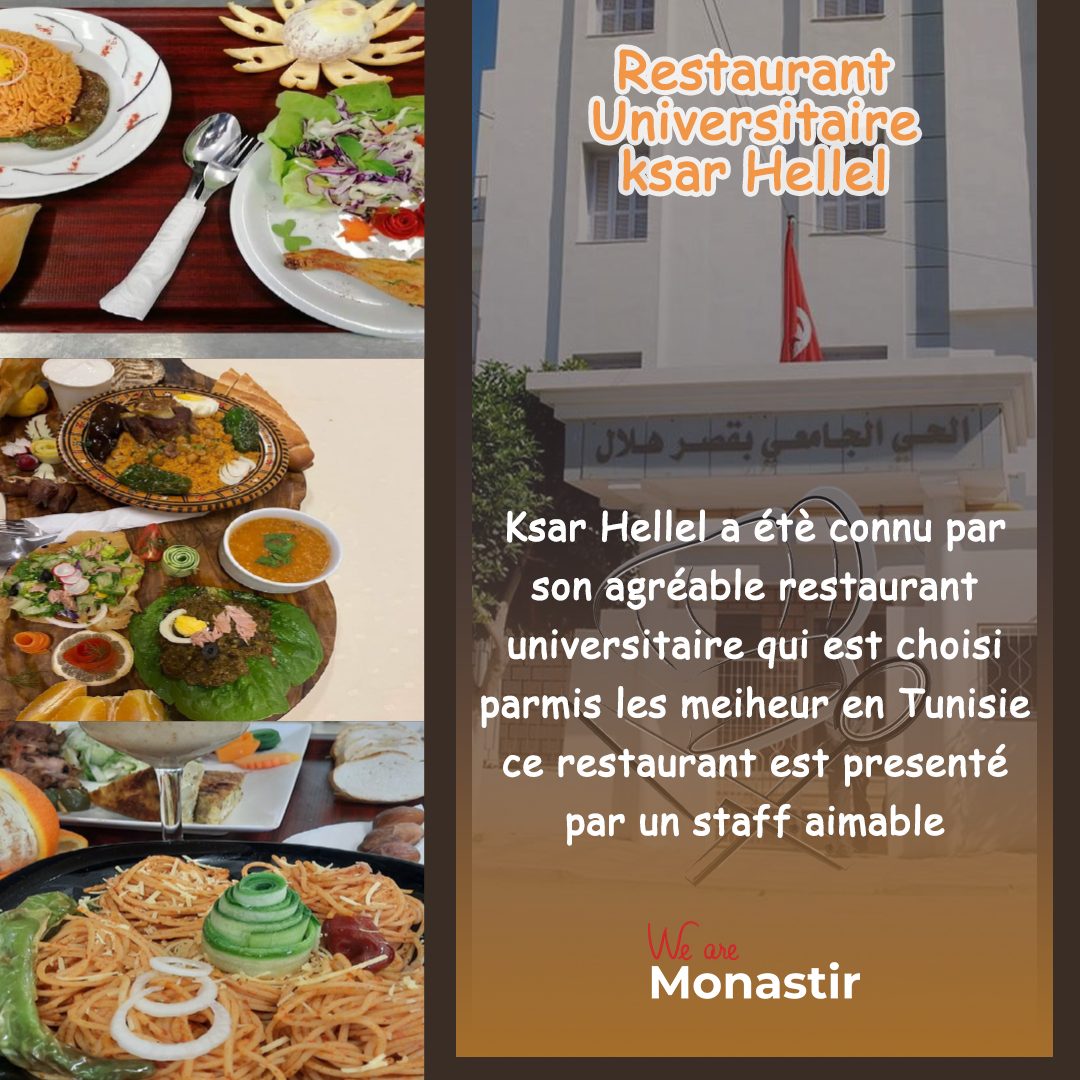 Restaurant
Universitaire
ksar Hellel
الحي الجامعي بقصر هلال
Ksar Hellel a étè connu par
son agréable restaurant
universitaire qui est choisi
parmis les meiheur en Tunisie
ce restaurant est presenté
par un staff aimable
We are
Monastir